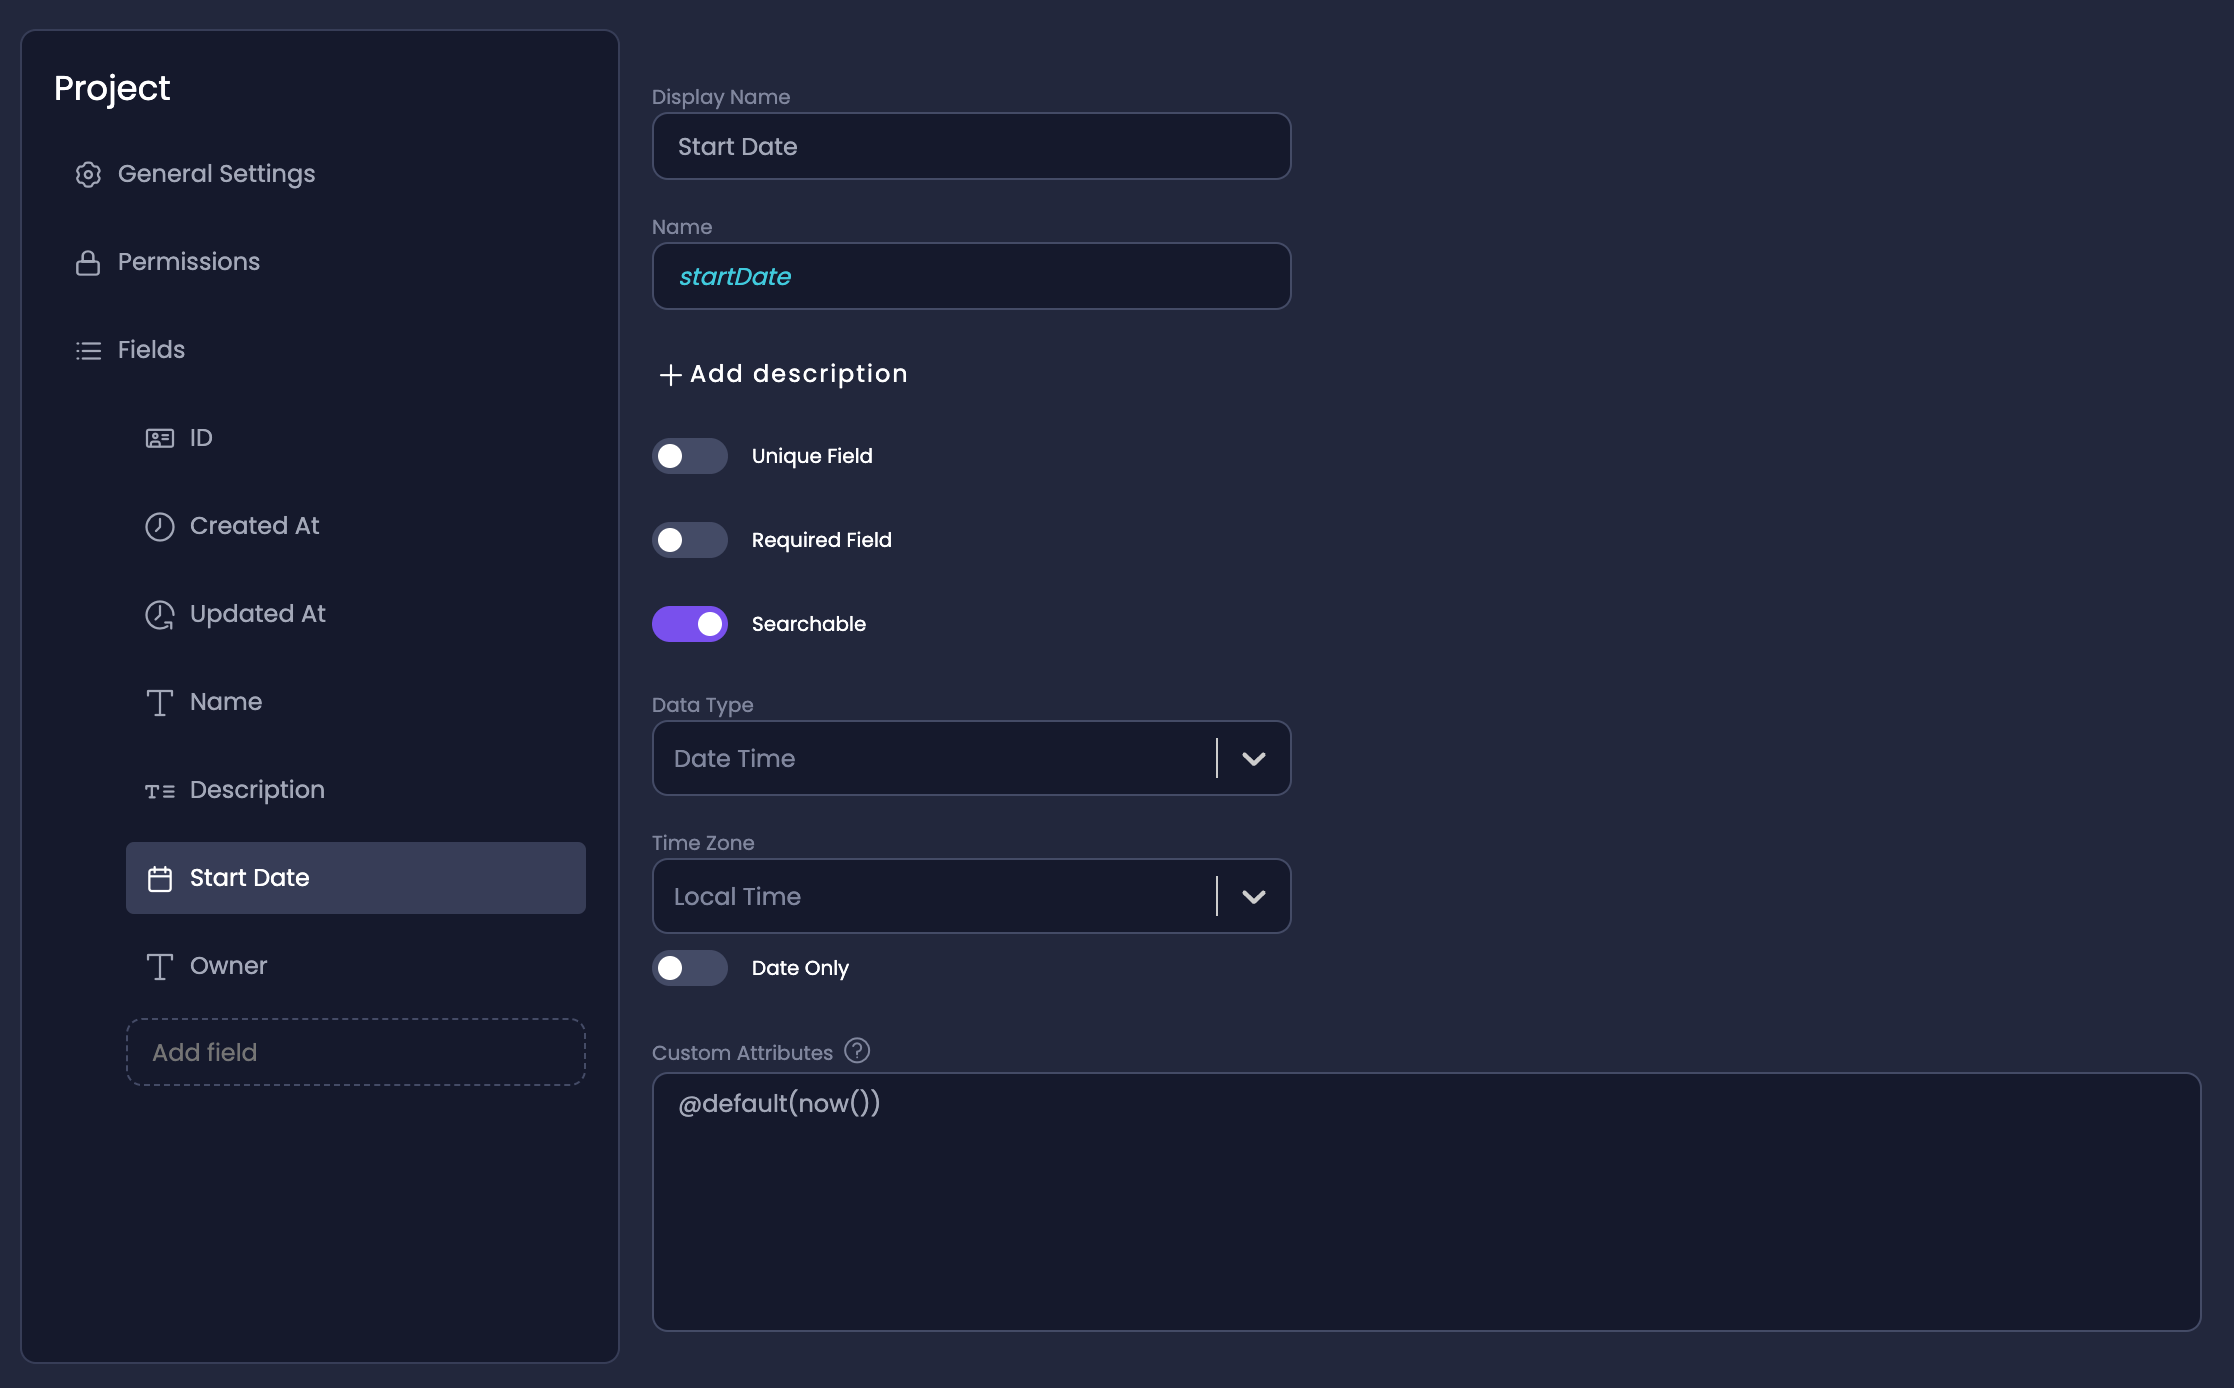 Project
General Settings
Permissions
Fields
ID
Created At
Updated At
Name
Description
Start Date
Owner
Add field
Display Name
Start Date
Name
startDate
Add description
Unique Field
Required Field
Searchable
Data Type
Date Time
Time Zone
Local Time
Date Only
Custom Attributes
@default(now())